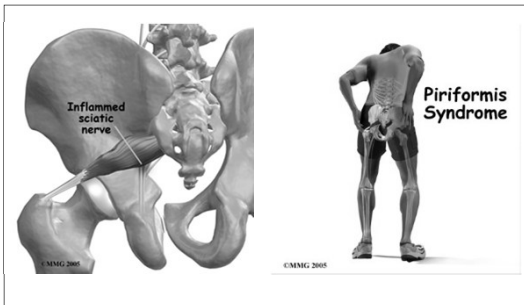 Inflammed
sciatic
nerve
©MMG 2005
Piriformis
Syndrome
©MMG 2005